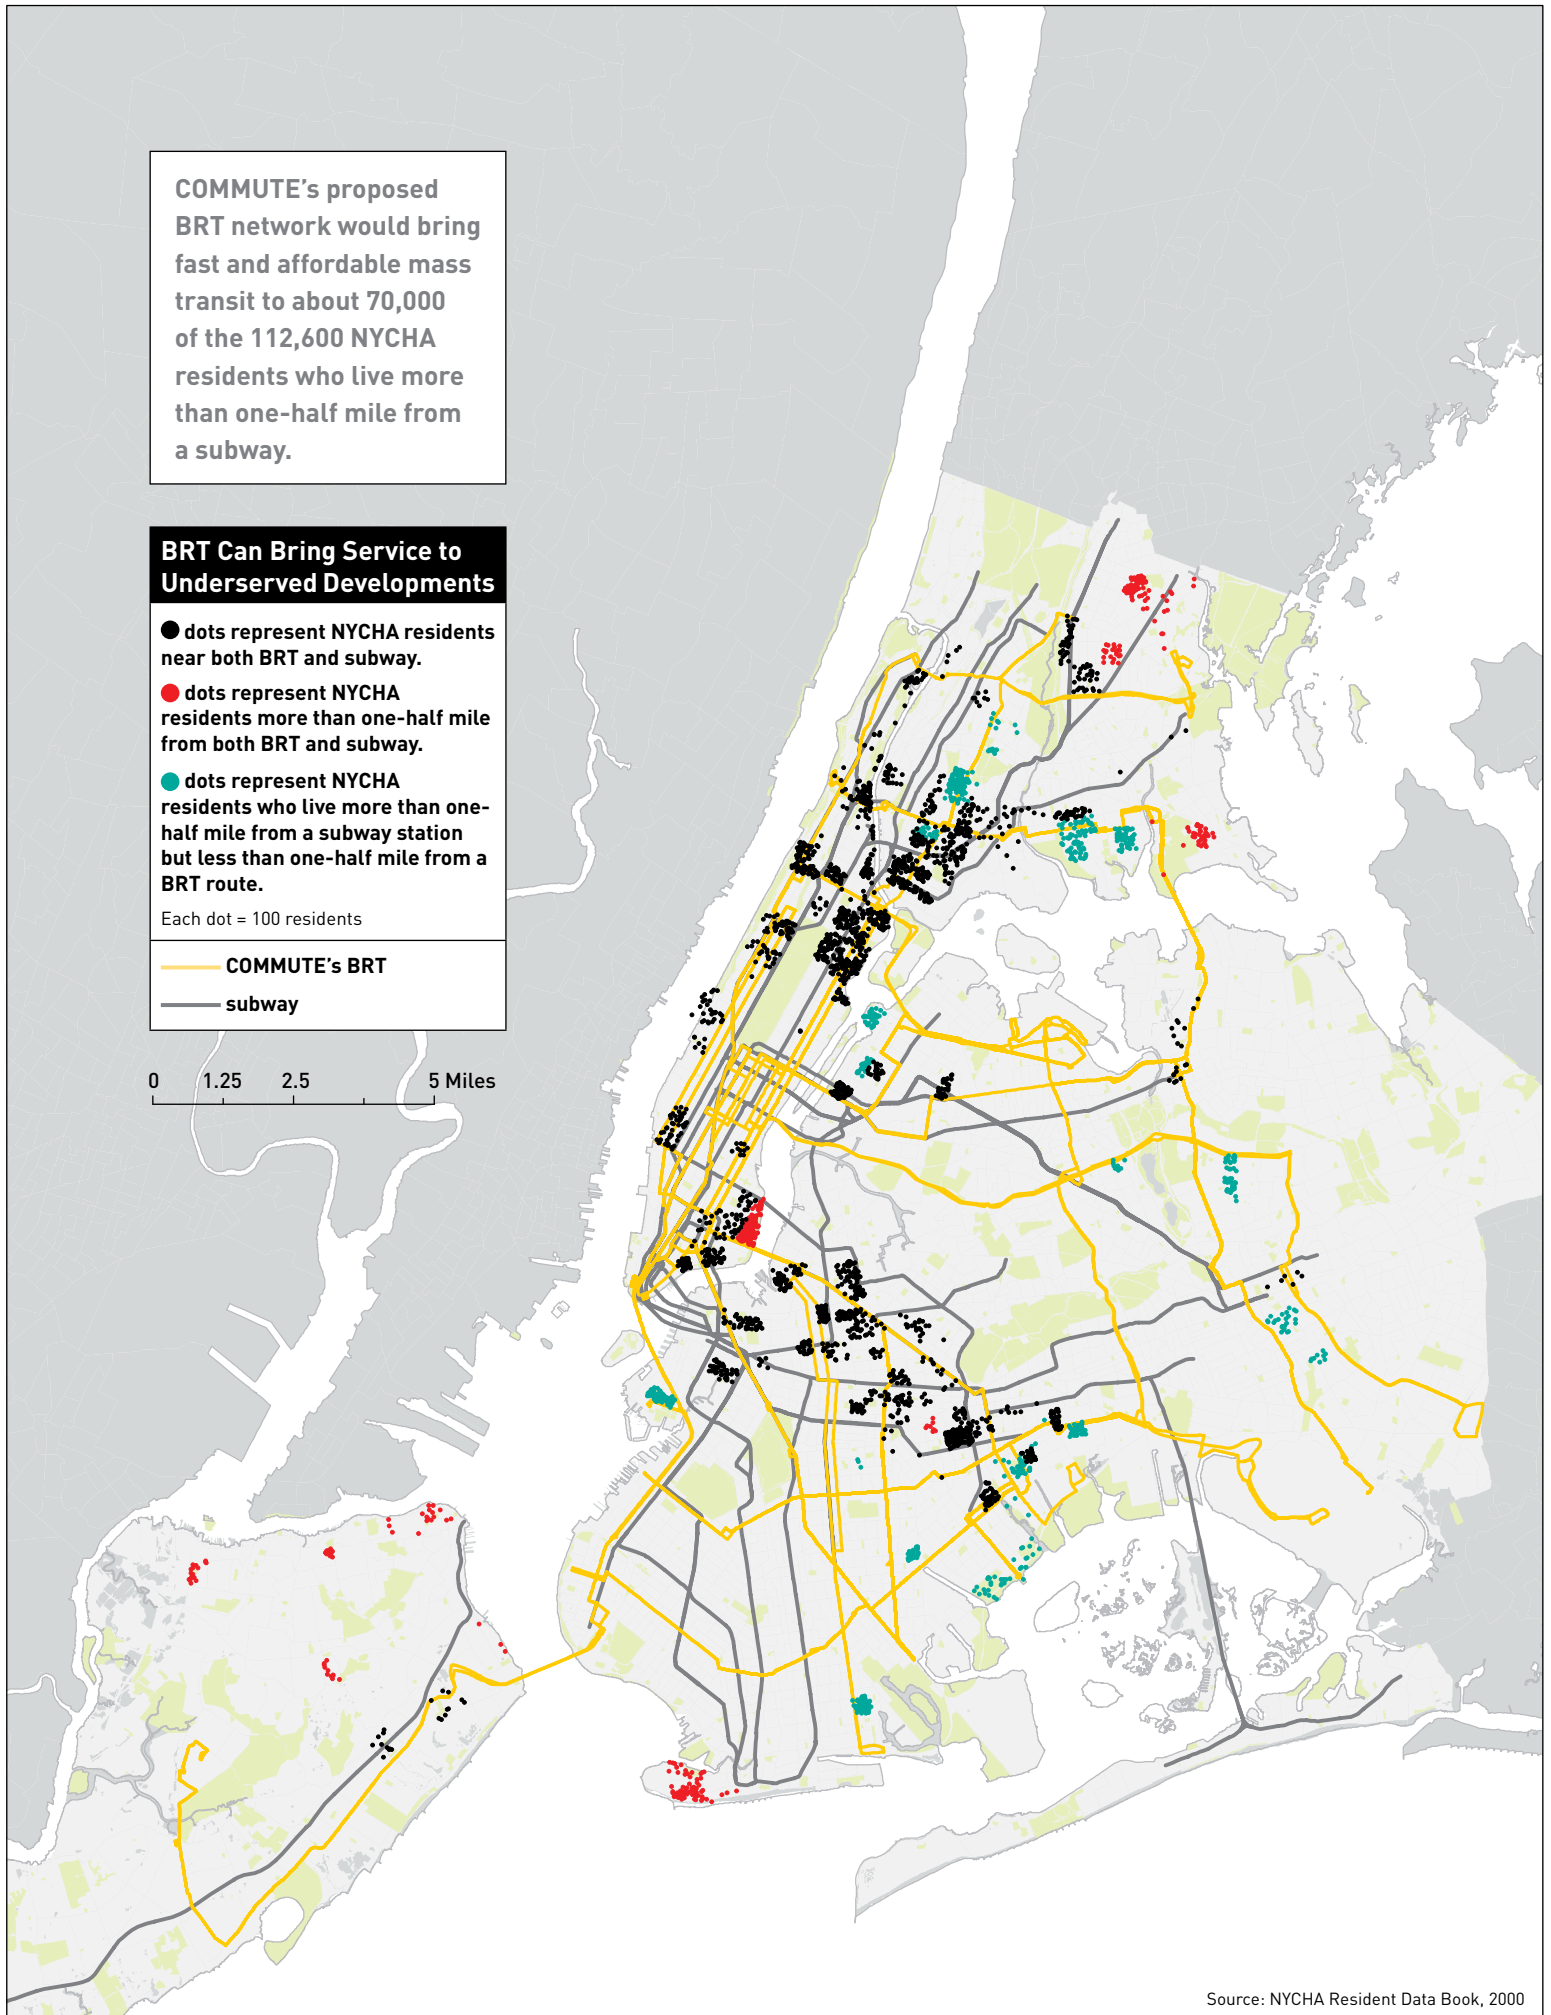 COMMUTE’s proposed
BRT network would bring
fast and affordable mass
transit to about 70,000
of the 112,600 NYCHA
residents who live more
than one-half mile from
a subway.
BRT Can Bring Service to
Underserved Developments
dots represent NYCHA residents
near both BRT and subway.
dots represent NYCHA
residents more than one-half mile
from both BRT and subway.
dots represent NYCHA
residents who live more than one-
half mile from a subway station
but less than one-half mile from a
BRT route.
Each dot = 100 residents
COMMUTE’s BRT
subway
0 1.25 2.5 5 Miles
Source: NYCHA Resident Data Book, 2000